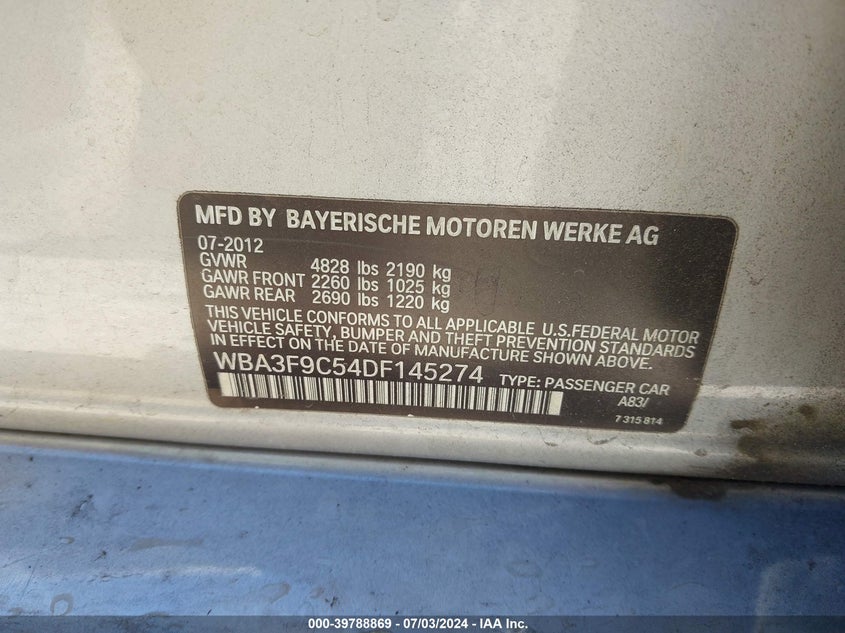 MFD BY BAYERISCHE MOTOREN WERKE AG
07-2012
GVWR 4828 lbs 2190 kg
GAWR FRONT 2260 lbs 1025 kg
GAWR REAR 2690 lbs 1220 kg
THIS VEHICLE CONFORMS TO ALL APPLICABLE U.S.FEDERAL MOTOR
VEHICLE SAFETY, BUMPER AND THEFT PREVENTION STANDARDS
IN EFFECT ON THE DATE OF MANUFACTURE SHOWN ABOVE.
WBA3F9C54DF145274 TYPE: PASSENGER CAR
A83/
7 315 814
000-39788869 - 07/03/2024 - IAA Inc.